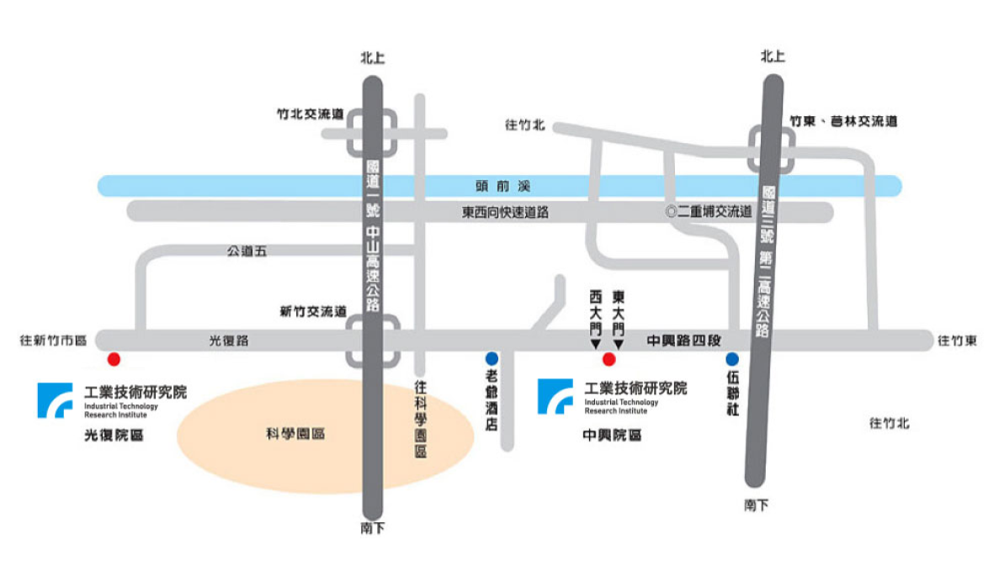 北上
北上
竹北交流道
往竹北
竹東、芎林交流道
國道一號 中山高速公路
頭前溪
東西向快速道路
◎二重埔交流道
國道三號 第二高速公路
公道五
新竹交流道
西大門
東大門
往新竹市區
光復路
中興路四段
往竹東
工業技術研究院
Industrial Technology
Research Institute
光復院區
科學園區
往科學園區
老爺酒店
工業技術研究院
Industrial Technology
Research Institute
中興院區
伍聯社
往竹北
南下
南下